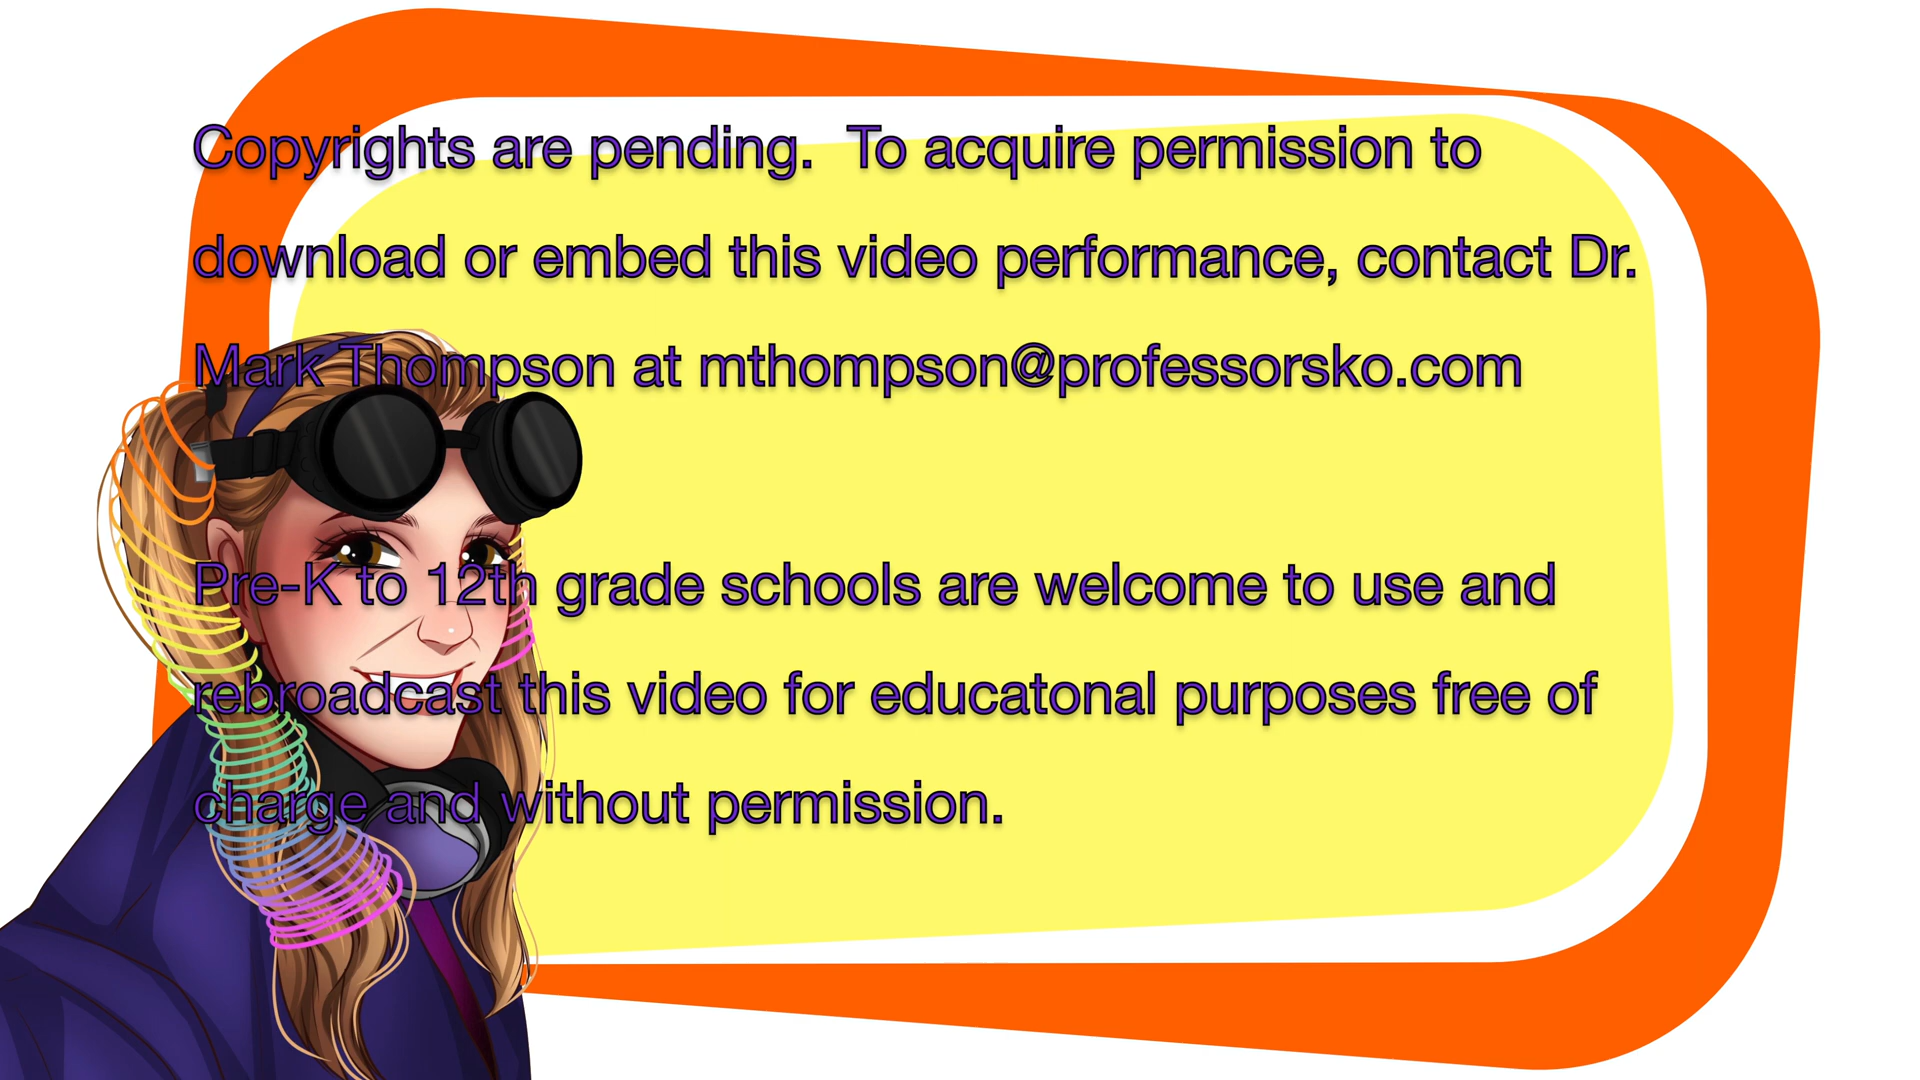 Copyrights are pending.  To acquire permission to
download or embed this video performance, contact Dr.
Mark Thompson at mthompson@professorsko.com
Pre-K to 12th grade schools are welcome to use and
rebroadcast this video for educatonal purposes free of
charge and without permission.